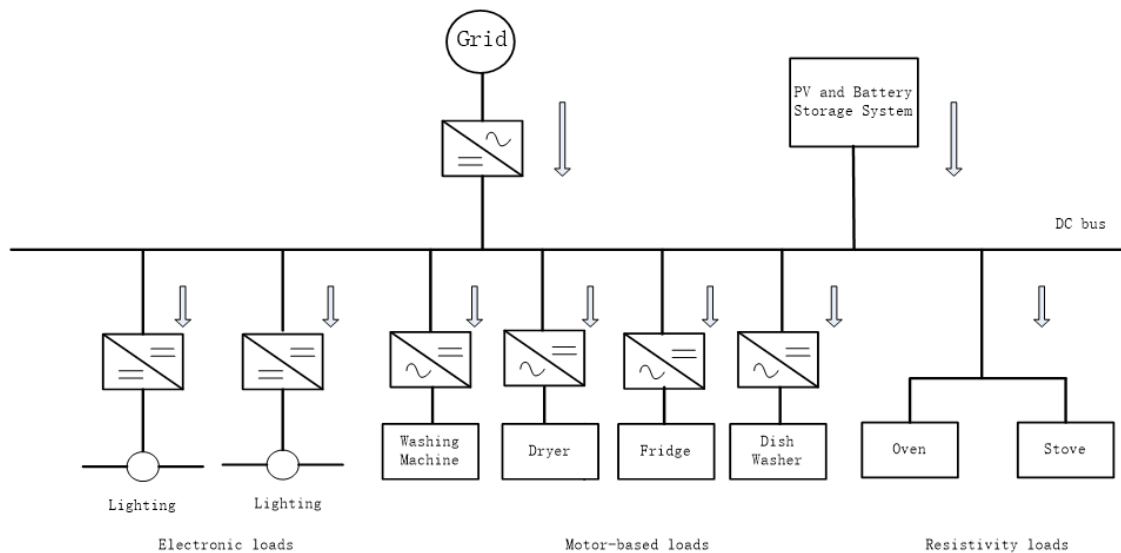 Grid
PV and Battery
Storage System
DC bus
Washing
Machine
Dryer
Fridge
Dish
Washer
Oven
Stove
Lighting
Lighting
Electronic loads
Motor-based loads
Resistivity loads